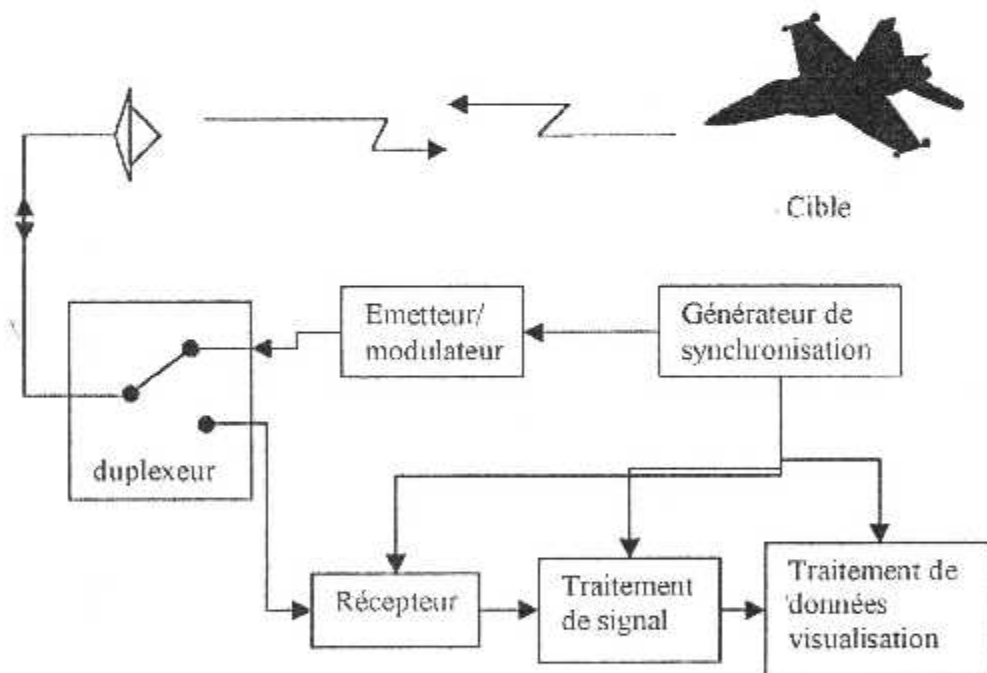 Cible
Emetteur/
modulateur
Générateur de
synchronisation
duplexeur
Récepteur
Traitement
de signal
Traitement de
données
visualisation